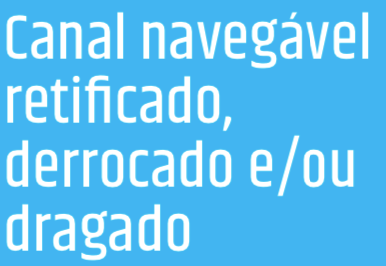 Canal navegável
retificado,
derrocado e/ou
dragado